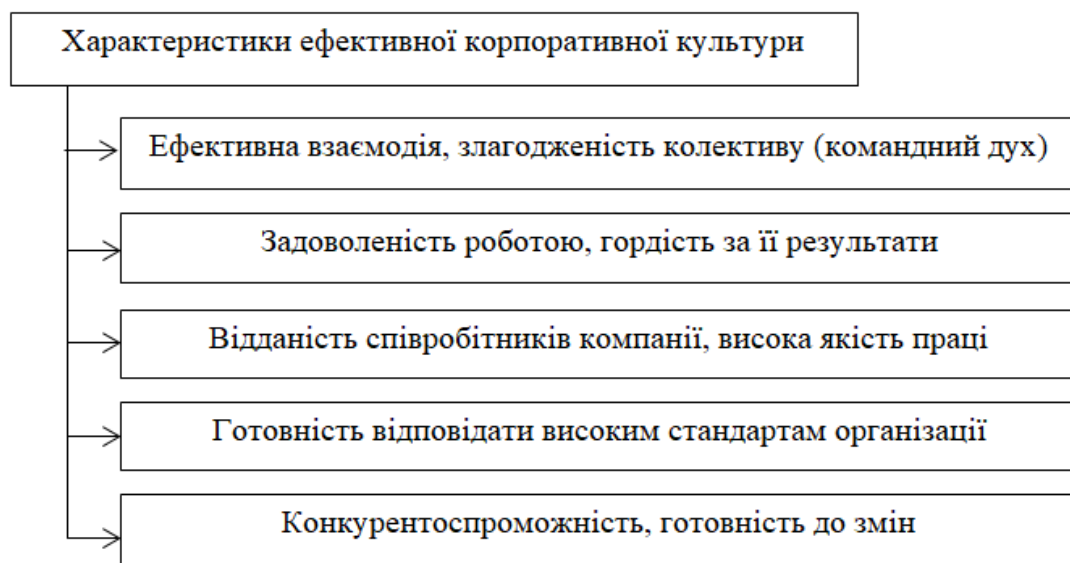 Характеристики ефективної корпоративної культури
Ефективна взаємодія, злагодженість колективу (командний дух)
Задоволеність роботою, гордість за її результати
Відданість співробітників компанії, висока якість праці
Готовність відповідати високим стандартам організації
Конкурентоспроможність, готовність до змін